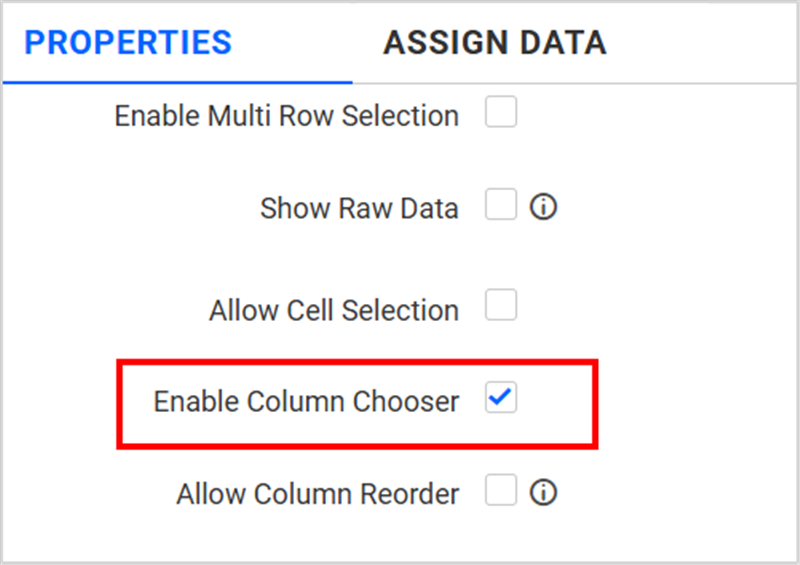 PROPERTIES ASSIGN DATA
Enable Multi Row Selection
Show Raw Data
Allow Cell Selection
Enable Column Chooser
Allow Column Reorder